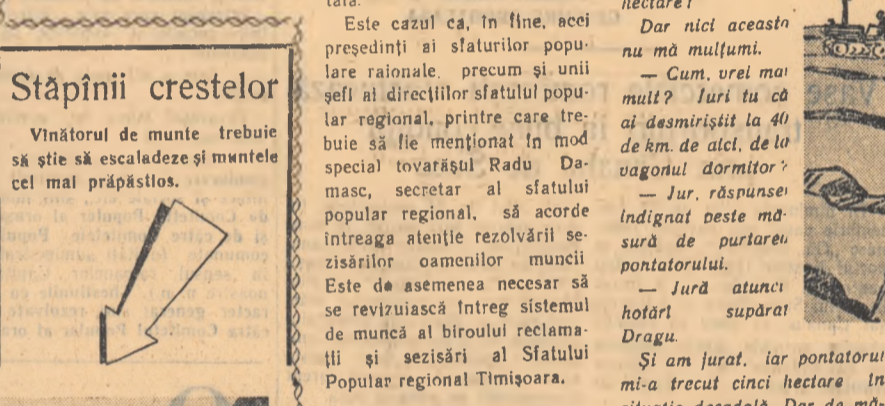 Stăpînii crestelor
Vînătorul de munte trebuie
să știe să escaladeze și muntele
cel mai prăpăstios.
Este cazul ca, în fine, acei
președinți ai sfaturilor popu-
lare raionale, precum și unii
șefi ai direcțiilor sfatului popu-
lar regional, printre care tre-
buie să fie menționat în mod
special tovarășul Radu Da-
masc, secretar al sfatului
popular regional, să acorde
întreaga atenție rezolvării se-
zisărilor oamenilor muncii
Este de asemenea necesar să
se revizuiască întreg sistemul
de muncă al biroului reclama-
ții și sezisări al Sfatului
Popular regional Timișoara.
hectare?
Dar nici aceasta
nu mă mulțumi.
— Cum, vrei mai
mult? Juri tu că
ai desmiriștit la 40
de km. de aici, de la
vagonul dormitor?
— Jur, răspunsei
indignat peste mă-
sură de purtarea
pontatorului.
— Jură atunci
hotărî supărat
Dragu.
Și am jurat, iar pontatorul
mi-a trecut cinci hectare în
situație decadală. Dar de mă-